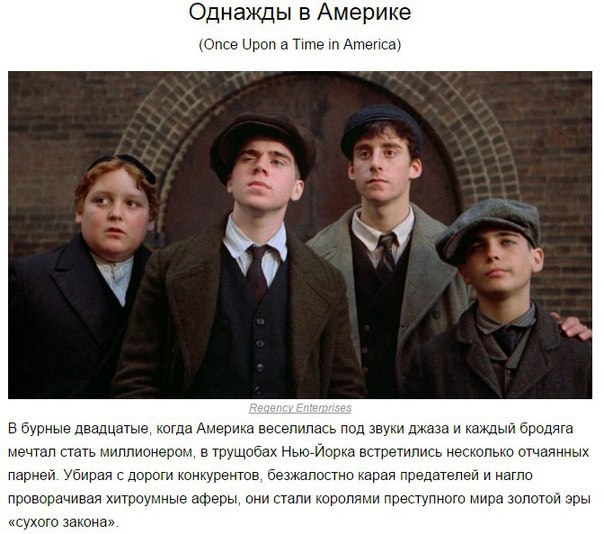 Однажды в Америке
(Once Upon a Time in America)
Regency Enterprises
В бурные двадцатые, когда Америка веселилась под звуки джаза и каждый бродяга
мечтал стать миллионером, в трущобах Нью-Йорка встретились несколько отчаянных
парней. Убирая с дороги конкурентов, безжалостно карая предателей и нагло
проворачивая хитроумные аферы, они стали королями преступного мира золотой эры
«сухого закона».